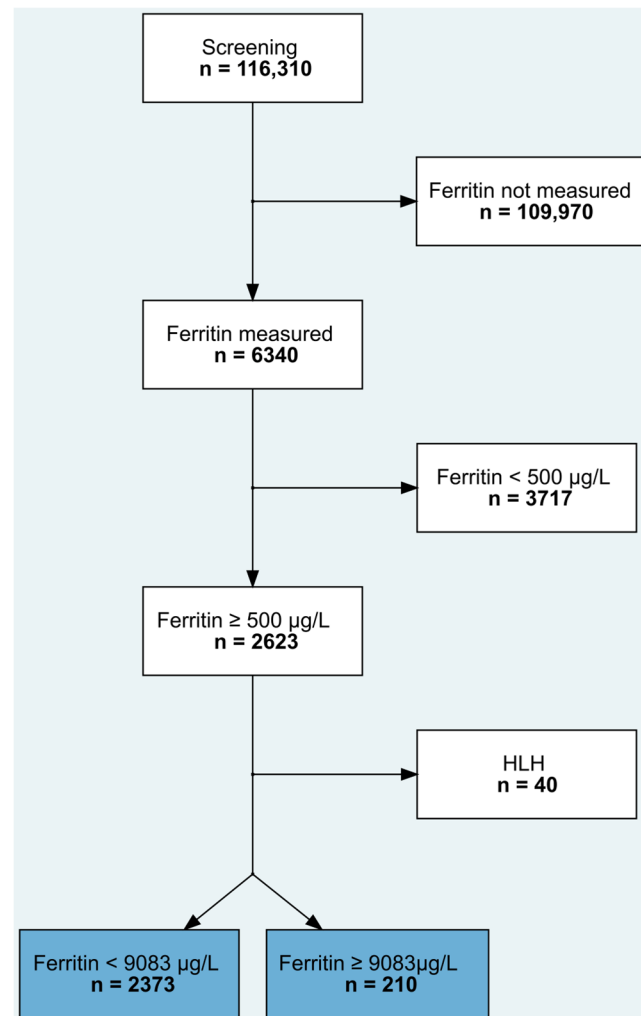 Screening
n = 116,310
Ferritin not measured
n = 109,970
Ferritin measured
n = 6340
Ferritin < 500 µg/L
n = 3717
Ferritin ≥ 500 µg/L
n = 2623
HLH
n = 40
Ferritin < 9083 µg/L
n = 2373
Ferritin ≥ 9083µg/L
n = 210